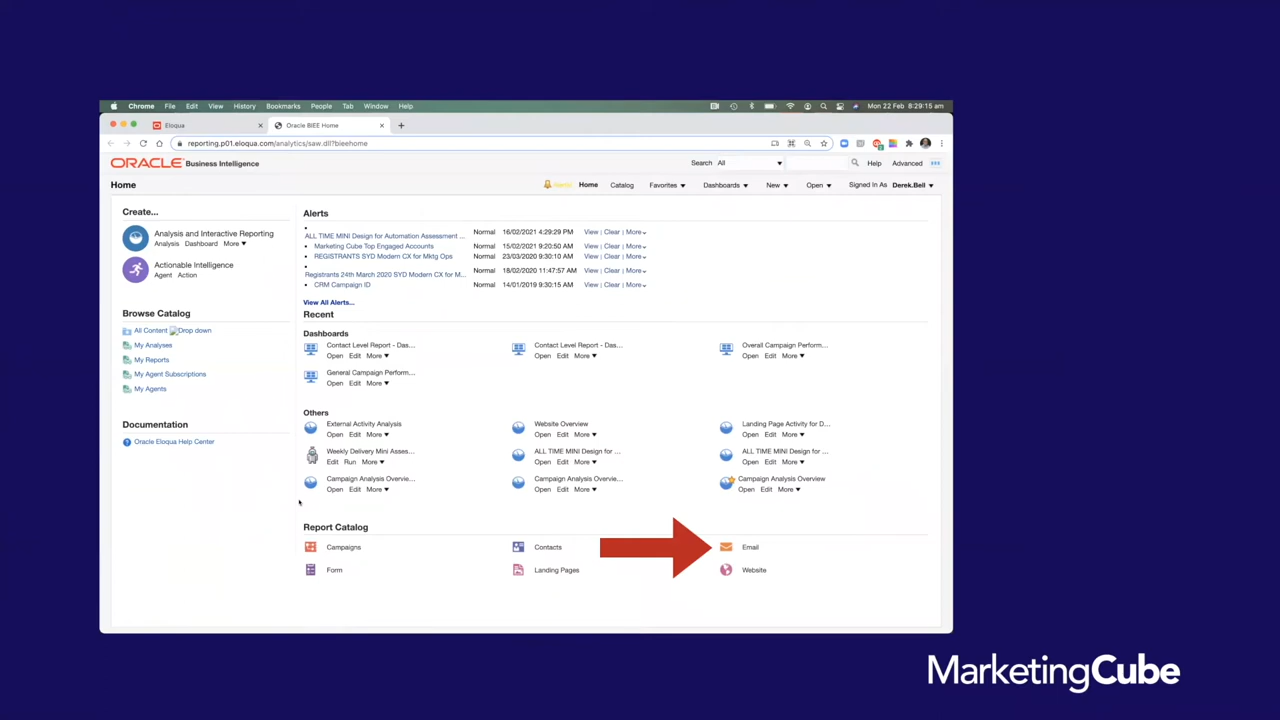 Chrome File Edit View History Bookmarks People Tab Window Help Mon 22 Feb 8:29:15 am
Eloqua Oracle BIEE Home
reporting.p01.eloqua.com/analytics/saw.dll?bieehome
ORACLE Business Intelligence Search All Help Advanced
Home Alerts Home Catalog Favorites Dashboards New Open Signed In As Derek.Bell
Create...
Analysis and Interactive Reporting
Analysis Dashboard More
Actionable Intelligence
Agent Action
Browse Catalog
All Content Drop down
My Analyses
My Reports
My Agent Subscriptions
My Agents
Documentation
Oracle Eloqua Help Center
Alerts
ALL TIME MINI Design for Automation Assessment ... Normal 16/02/2021 4:29:29 PM View | Clear | More
Marketing Cube Top Engaged Accounts Normal 15/02/2021 9:20:50 AM View | Clear | More
REGISTRANTS SYD Modern CX for Mktg Ops Normal 23/03/2020 9:30:10 AM View | Clear | More
Registrants 24th March 2020 SYD Modern CX for M... Normal 18/02/2020 11:47:57 AM View | Clear | More
CRM Campaign ID Normal 14/01/2019 9:30:15 AM View | Clear | More
View All Alerts...
Recent
Dashboards
Contact Level Report - Das... Contact Level Report - Das... Overall Campaign Perform...
Open Edit More Open Edit More Open Edit More
General Campaign Perform...
Open Edit More
Others
External Activity Analysis Website Overview Landing Page Activity for D...
Open Edit More Open Edit More Open Edit More
Weekly Delivery Mini Asses... ALL TIME MINI Design for ... ALL TIME MINI Design for ...
Edit Run More Open Edit More Open Edit More
Campaign Analysis Overvie... Campaign Analysis Overvie... Campaign Analysis Overview
Open Edit More Open Edit More Open Edit More
Report Catalog
Campaigns Contacts Email
Form Landing Pages Website
MarketingCube